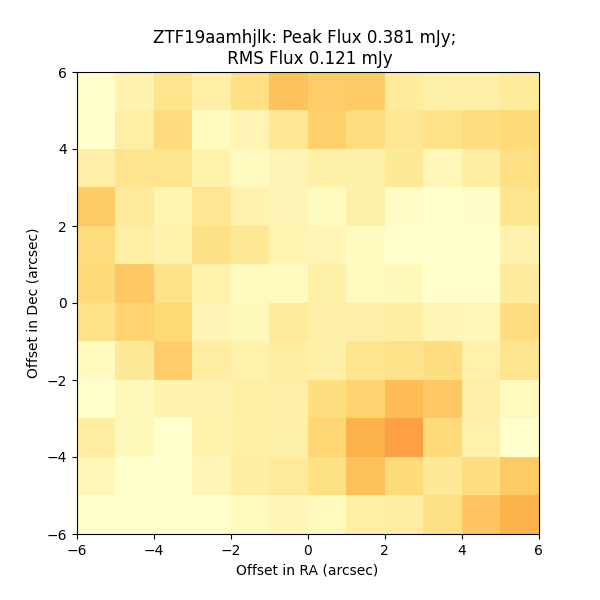 ZTF19aamhjlk: Peak Flux 0.381 mJy;
RMS Flux 0.121 mJy
6
4
2
0
−2
−4
−6
Offset in Dec (arcsec)
−6 −4 −2 0 2 4 6
Offset in RA (arcsec)